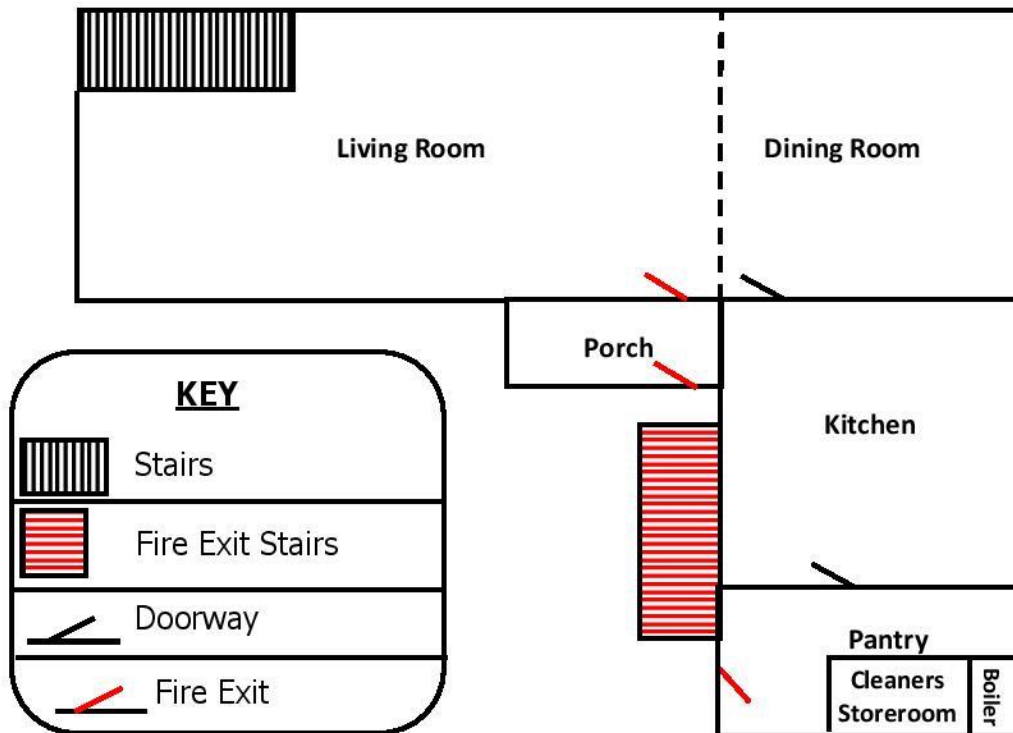 Living Room
Dining Room
Porch
Kitchen
Pantry
Cleaners
Storeroom
Boiler
KEY
Stairs
Fire Exit Stairs
Doorway
Fire Exit